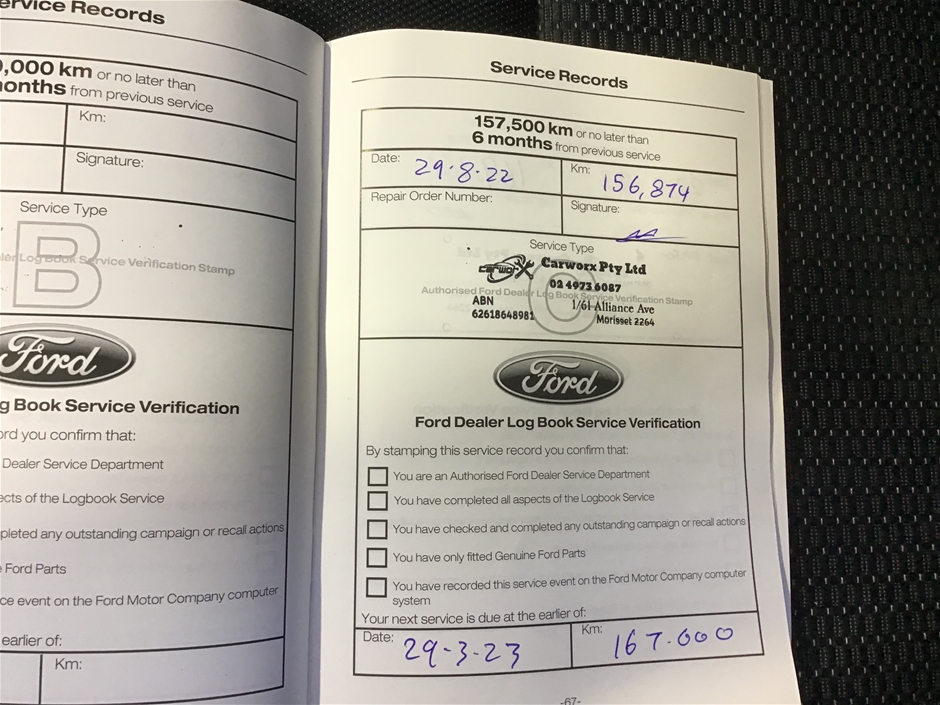 ervice Records
,000 km or no later than
onths from previous service
Km:
Signature:
Service Type
B
ler Log Book Service Verification Stamp
Ford
g Book Service Verification
ord you confirm that:
Dealer Service Department
ects of the Logbook Service
pleted any outstanding campaign or recall actions
Ford Parts
ce event on the Ford Motor Company computer
earlier of:
Km:
Service Records
157,500 km or no later than
6 months from previous service
Date: 29.8.22
Km: 156,874
Repair Order Number:
Signature:
Service Type
Carworx Pty Ltd
02 4973 6087
Authorised Ford Dealer Log Book Service Verification Stamp
ABN
1/61 Alliance Ave
62618648981
Morisset 2264
Ford
Ford Dealer Log Book Service Verification
By stamping this service record you confirm that:
You are an Authorised Ford Dealer Service Department
You have completed all aspects of the Logbook Service
You have checked and completed any outstanding campaign or recall actions
You have only fitted Genuine Ford Parts
You have recorded this service event on the Ford Motor Company computer
system
Your next service is due at the earlier of:
Date: 29-3-23
Km: 167.000
-67-